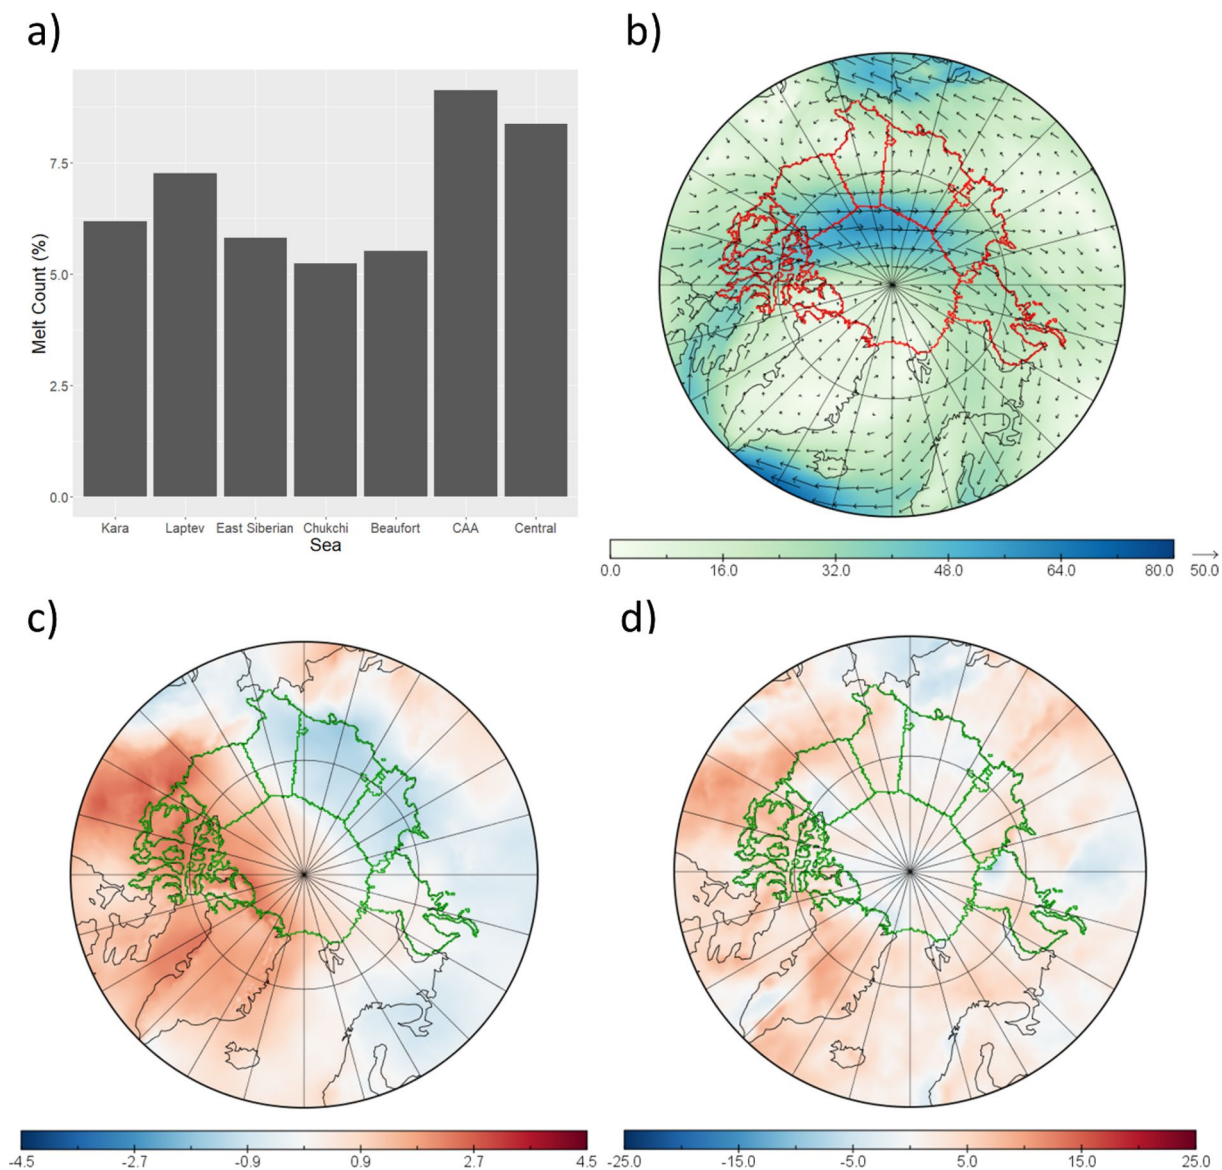 a)
Melt Count (%)
7.5
5.0
2.5
0.0
Kara Laptev East Siberian Chukchi Beaufort CAA Central
Sea
b)
0.0 16.0 32.0 48.0 64.0 80.0 50.0
c)
-4.5 -2.7 -0.9 0.9 2.7 4.5
d)
-25.0 -15.0 -5.0 5.0 15.0 25.0